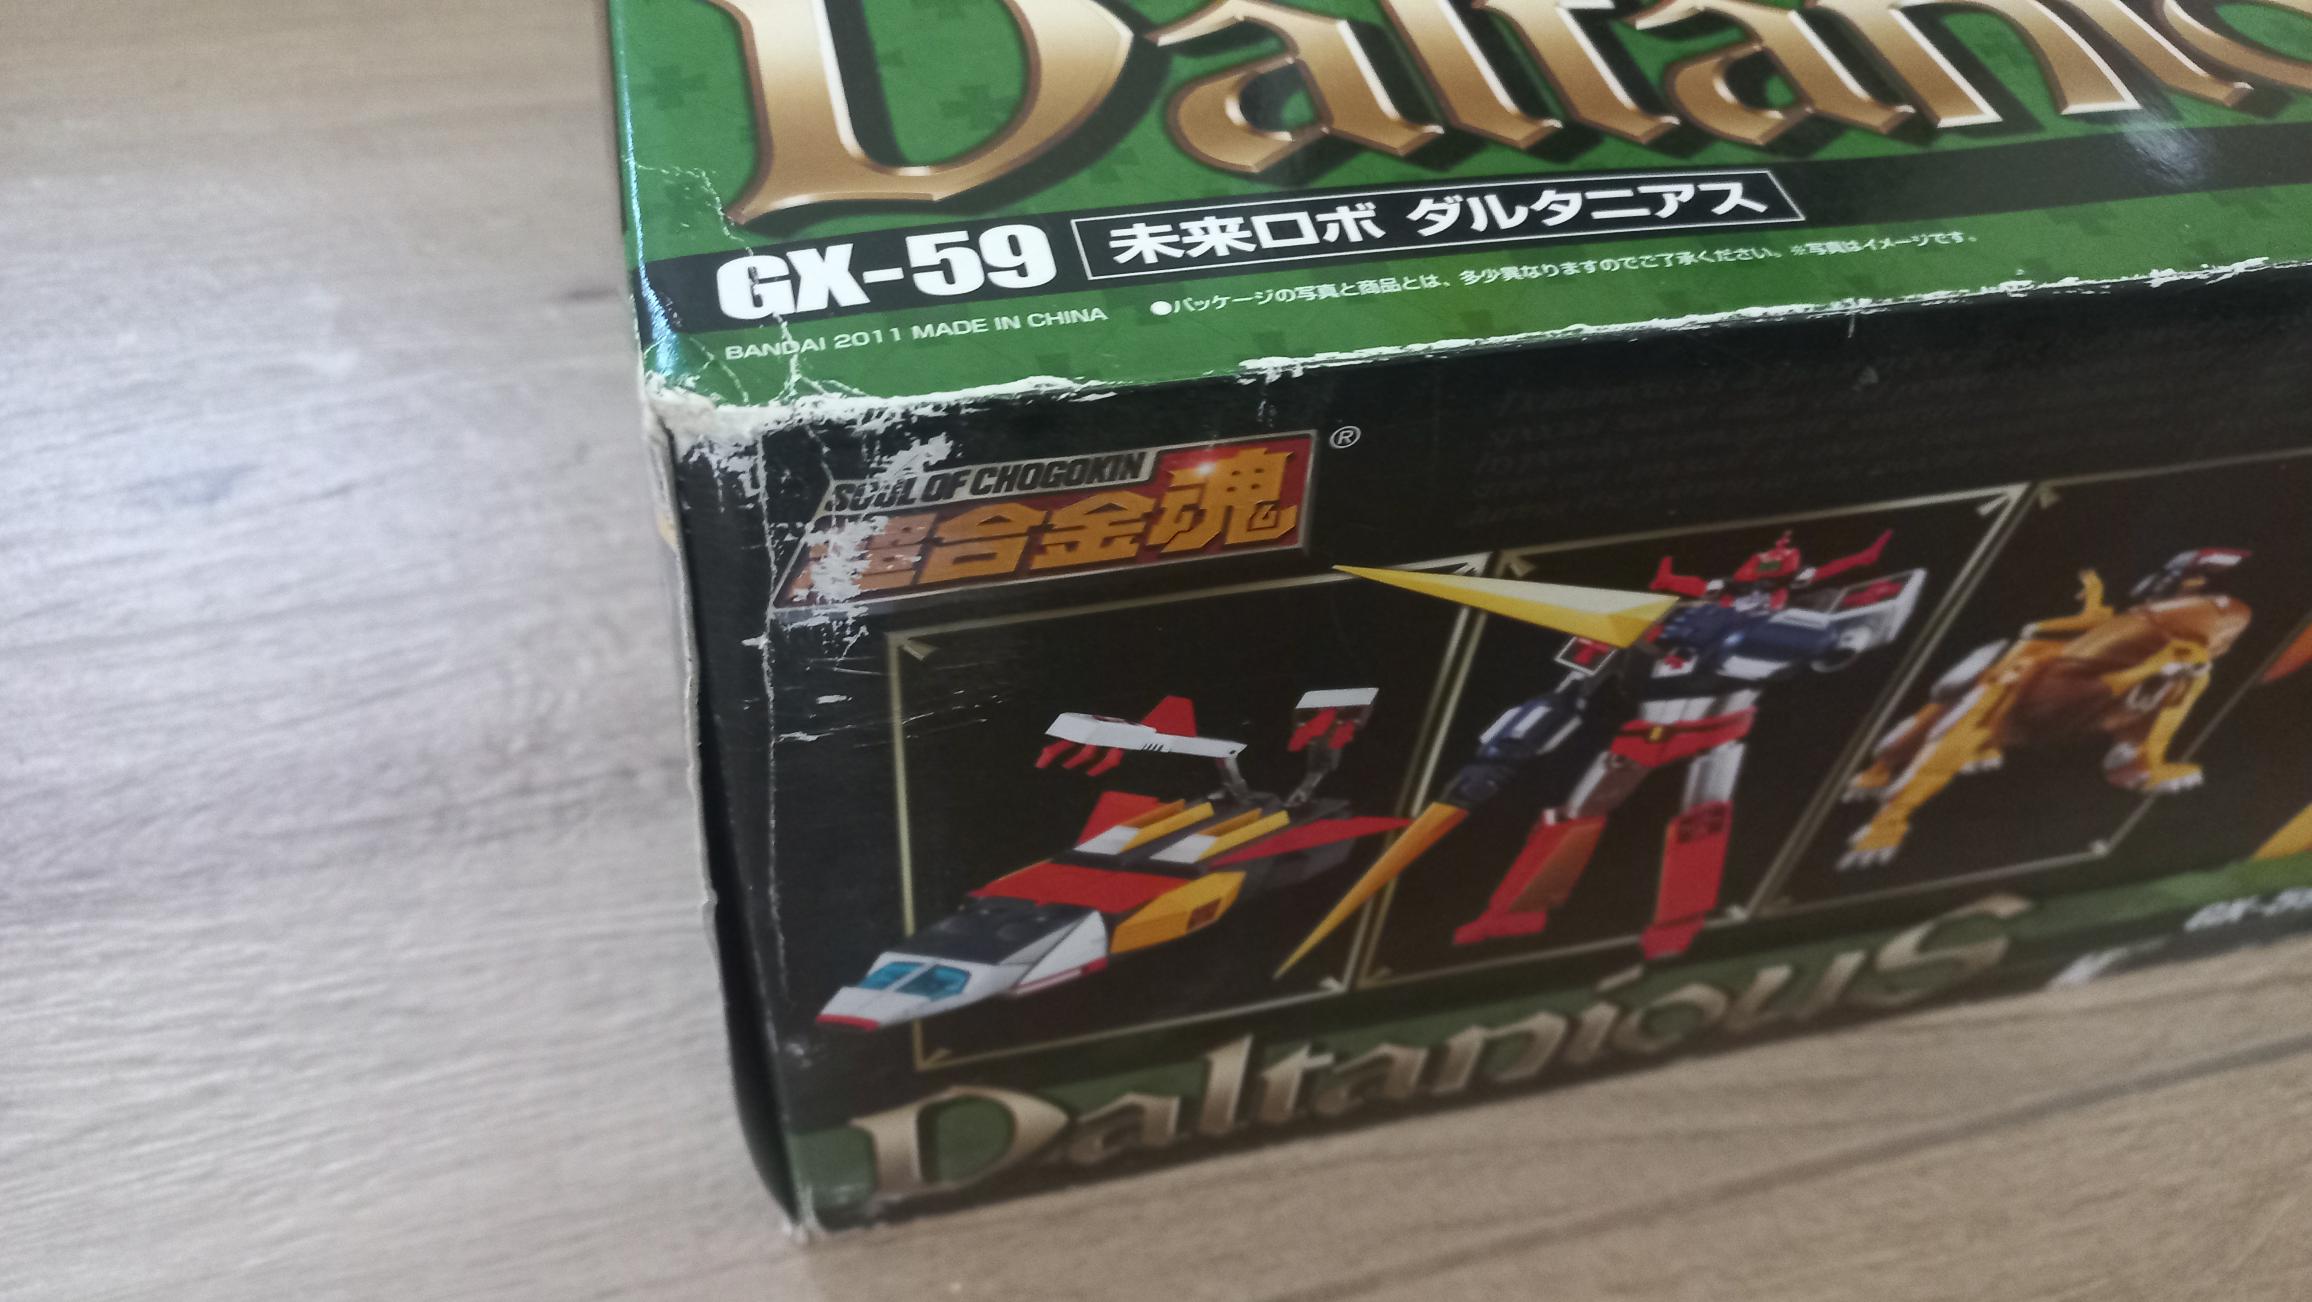 Daltanio
GX-59 未来ロボ ダルタニアス
BANDAI 2011 MADE IN CHINA ●パッケージの写真と商品とは、多少異なりますのでご了承ください。※写真はイメージです。
SOUL OF CHOGOKIN ®
超合金魂
Daltanious
GX-59